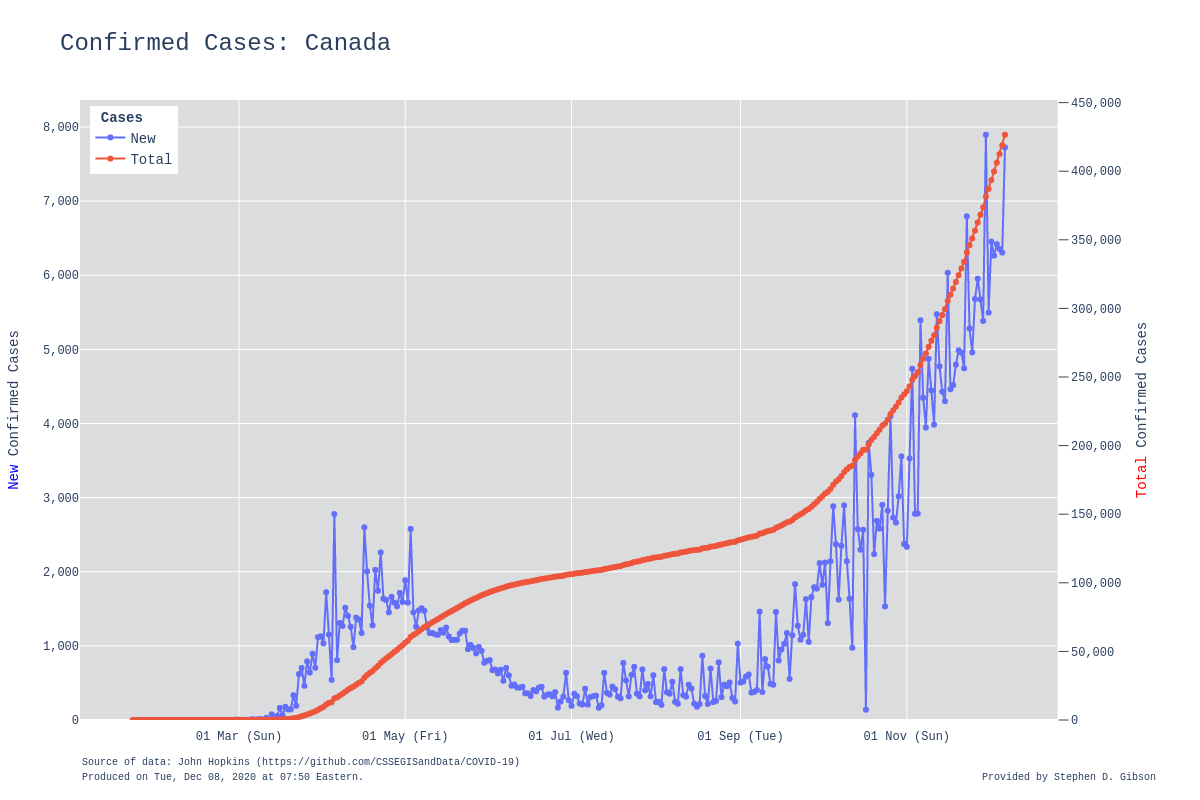 Confirmed Cases: Canada
Cases
New
Total
8,000
7,000
6,000
5,000
4,000
3,000
2,000
1,000
0
New Confirmed Cases
450,000
400,000
350,000
300,000
250,000
200,000
150,000
100,000
50,000
0
Total Confirmed Cases
01 Mar (Sun) 01 May (Fri) 01 Jul (Wed) 01 Sep (Tue) 01 Nov (Sun)
Source of data: John Hopkins (https://github.com/CSSEGISandData/COVID-19)
Produced on Tue, Dec 08, 2020 at 07:50 Eastern.
Provided by Stephen D. Gibson